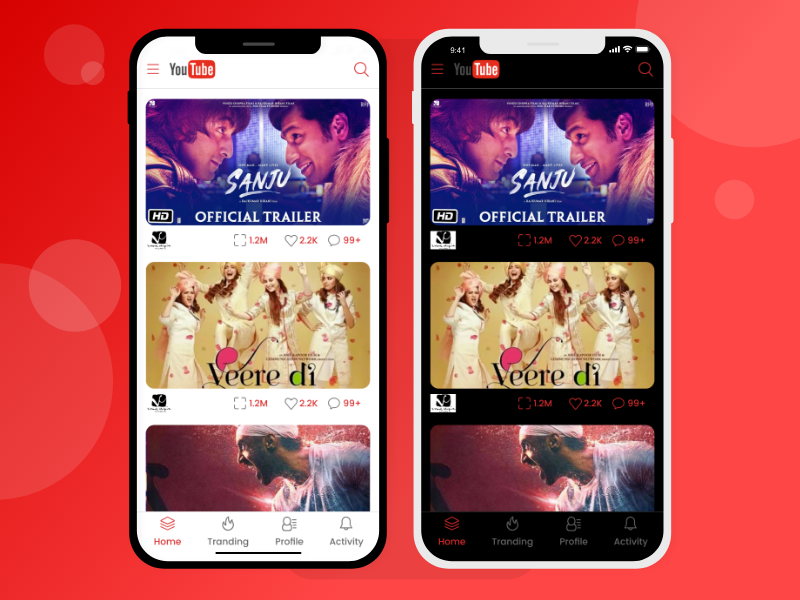 YouTube
SANJU
OFFICIAL TRAILER
HD
1.2M 2.2K 99+
Veere di
1.2M 2.2K 99+
Home Tranding Profile Activity
9:41
YouTube
SANJU
OFFICIAL TRAILER
HD
1.2M 2.2K 99+
Veere di
1.2M 2.2K 99+
Home Tranding Profile Activity